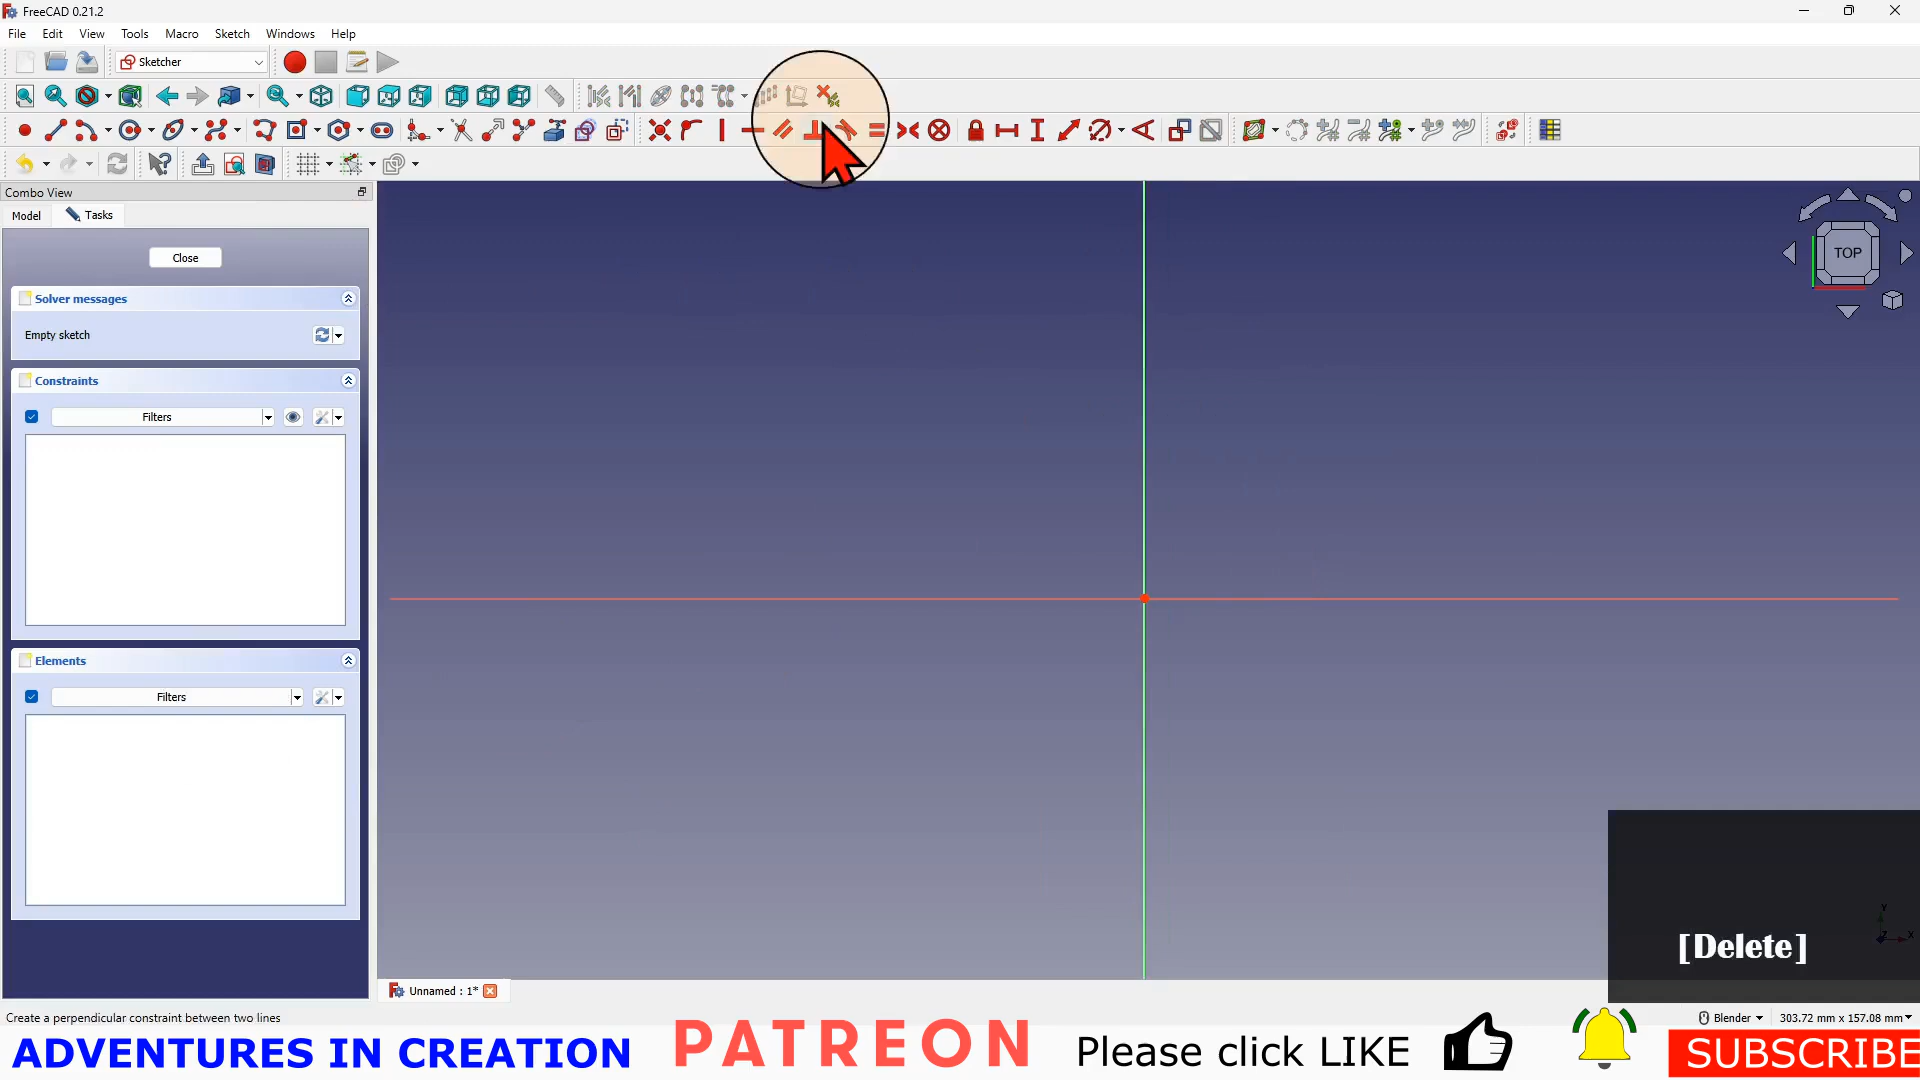 FreeCAD 0.21.2
File Edit View Tools Macro Sketch Windows Help
Sketcher
Combo View
Model Tasks
Close
Solver messages
Empty sketch
Constraints
Filters
Elements
Filters
TOP
Y
Z
X
[Delete]
Unnamed : 1*
Create a perpendicular constraint between two lines
Blender 303.72 mm x 157.08 mm
ADVENTURES IN CREATION PATREON Please click LIKE SUBSCRIBE